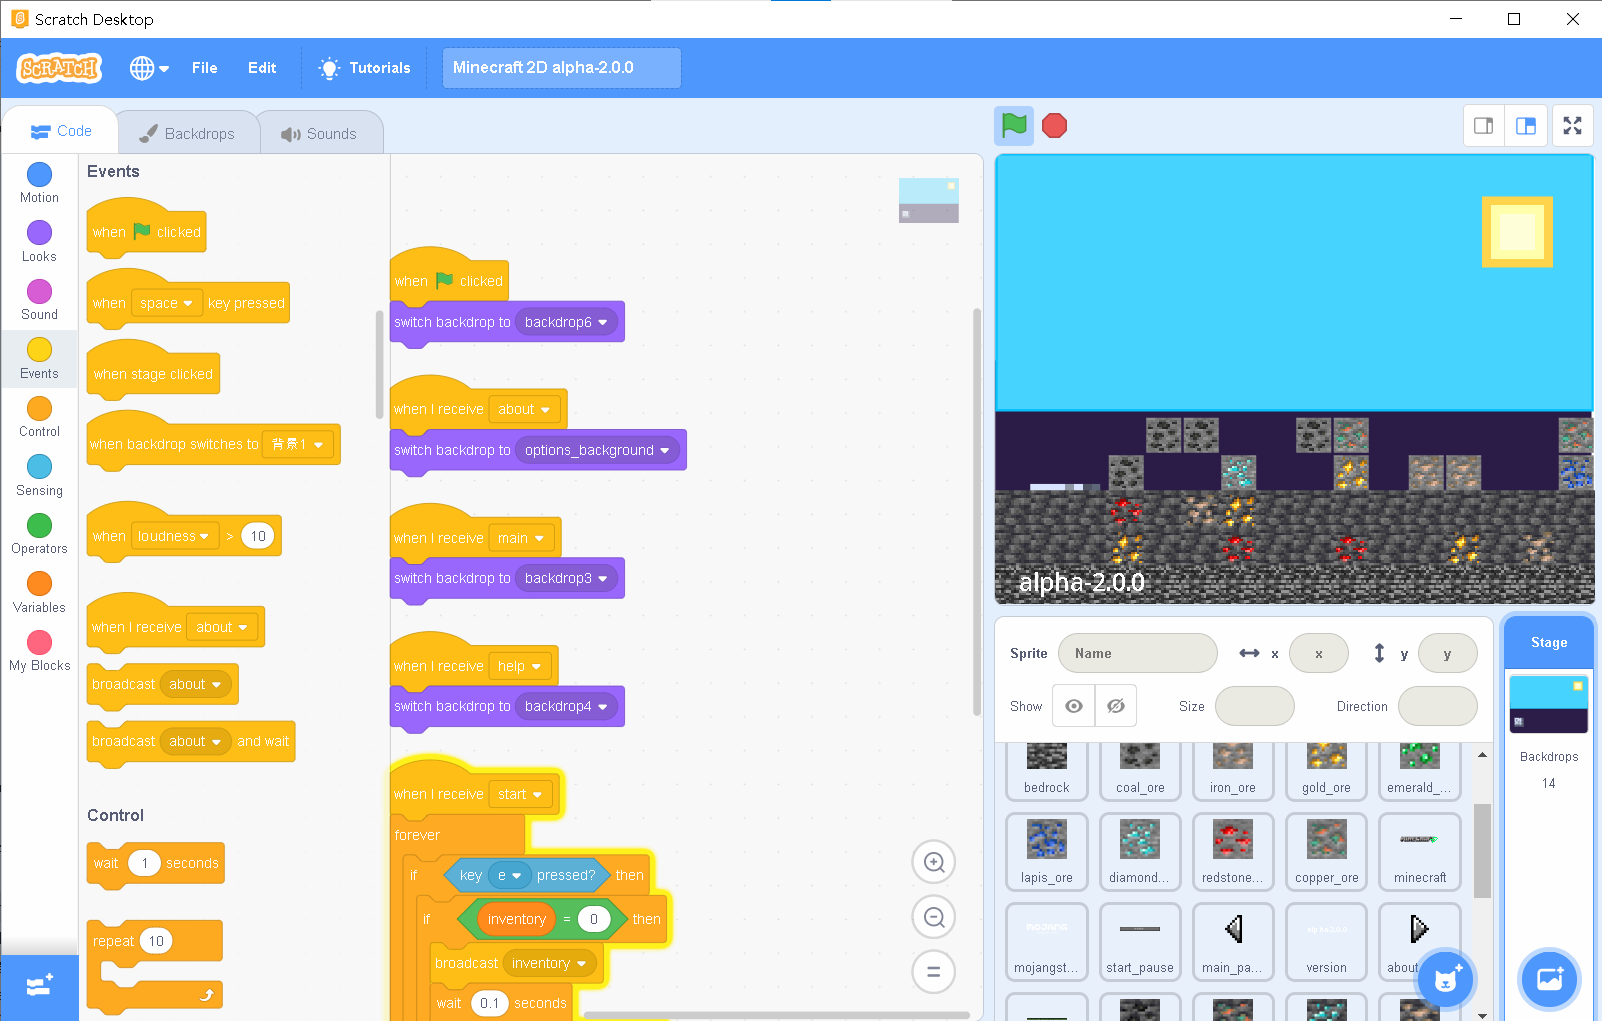 Scratch Desktop
SCRATCH
File
Edit
Tutorials
Minecraft 2D alpha-2.0.0
Code
Backdrops
Sounds
Motion
Looks
Sound
Events
Control
Sensing
Operators
Variables
My Blocks
Events
when clicked
when space key pressed
when stage clicked
when backdrop switches to 背景1
when loudness > 10
when I receive about
broadcast about
broadcast about and wait
Control
wait 1 seconds
repeat 10
when clicked
switch backdrop to backdrop6
when I receive about
switch backdrop to options_background
when I receive main
switch backdrop to backdrop3
when I receive help
switch backdrop to backdrop4
when I receive start
forever
if key e pressed? then
if inventory = 0 then
broadcast inventory
wait 0.1 seconds
alpha-2.0.0
Sprite
Name
x
x
y
y
Show
Size
Direction
bedrock
coal_ore
iron_ore
gold_ore
emerald_...
lapis_ore
diamond...
redstone...
copper_ore
minecraft
mojangst...
start_pause
main_pa...
version
about
Stage
Backdrops
14